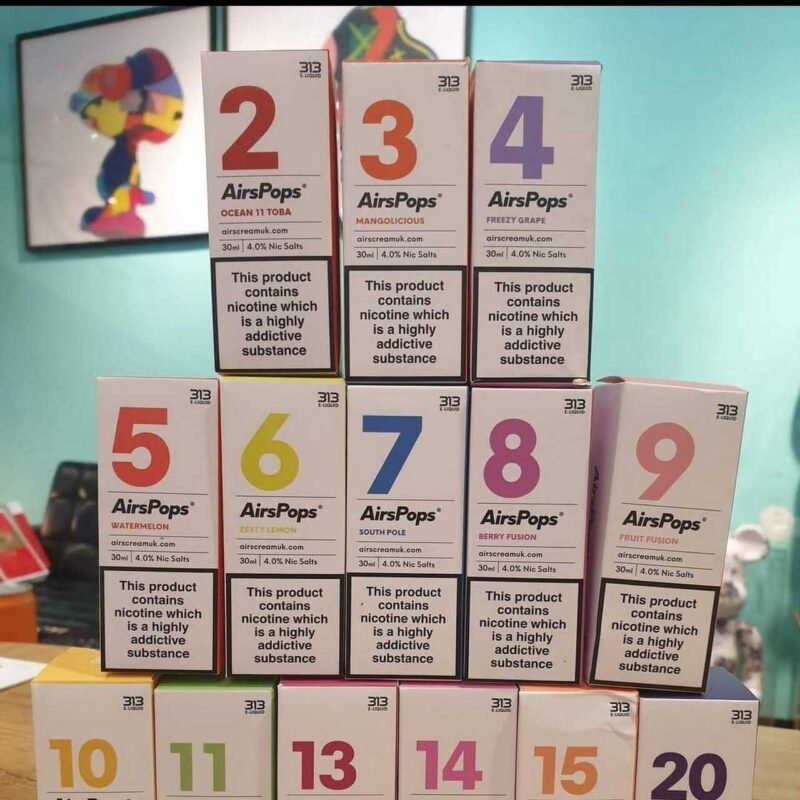 313
E-LIQUID
2
AirsPops®
OCEAN 11 TOBA
airscreamuk.com
30ml | 4.0% Nic Salts
This product
contains
nicotine which
is a highly
addictive
substance
313
E-LIQUID
3
AirsPops®
MANGOLICIOUS
airscreamuk.com
30ml | 4.0% Nic Salts
This product
contains
nicotine which
is a highly
addictive
substance
313
E-LIQUID
4
AirsPops®
FREEZY GRAPE
airscreamuk.com
30ml | 4.0% Nic Salts
This product
contains
nicotine which
is a highly
addictive
substance
313
E-LIQUID
5
AirsPops®
WATERMELON
airscreamuk.com
30ml | 4.0% Nic Salts
This product
contains
nicotine which
is a highly
addictive
substance
313
E-LIQUID
6
AirsPops®
ZESTY LEMON
airscreamuk.com
30ml | 4.0% Nic Salts
This product
contains
nicotine which
is a highly
addictive
substance
313
E-LIQUID
7
AirsPops®
SOUTH POLE
airscreamuk.com
30ml | 4.0% Nic Salts
This product
contains
nicotine which
is a highly
addictive
substance
313
E-LIQUID
8
AirsPops®
BERRY FUSION
airscreamuk.com
30ml | 4.0% Nic Salts
This product
contains
nicotine which
is a highly
addictive
substance
313
E-LIQUID
9
AirsPops®
FRUIT FUSION
airscreamuk.com
30ml | 4.0% Nic Salts
This product
contains
nicotine which
is a highly
addictive
substance
313
E-LIQUID
10
313
E-LIQUID
11
313
E-LIQUID
13
313
E-LIQUID
14
313
E-LIQUID
15
313
E-LIQUID
20